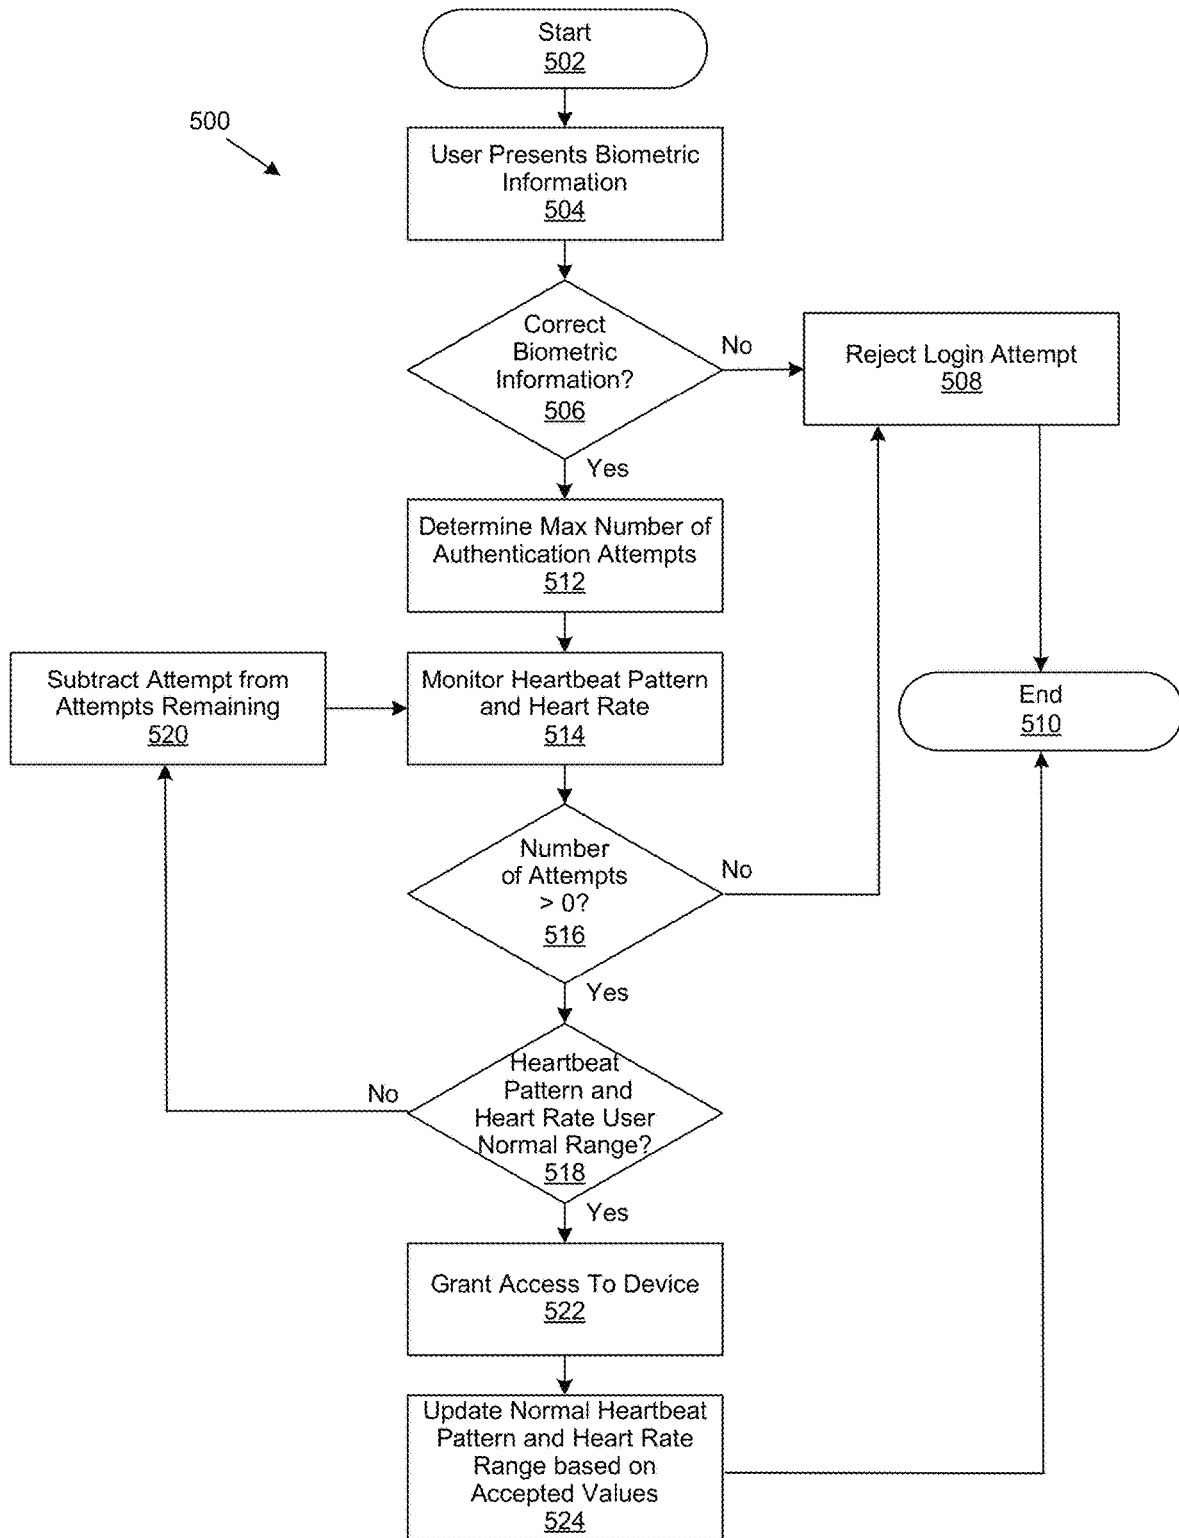 Start
502
500
User Presents Biometric
Information
504
Correct
Biometric
Information?
506
No
Reject Login Attempt
508
Yes
Determine Max Number of
Authentication Attempts
512
Subtract Attempt from
Attempts Remaining
520
Monitor Heartbeat Pattern
and Heart Rate
514
End
510
Number
of Attempts
> 0?
516
No
Yes
Heartbeat
Pattern and
Heart Rate User
Normal Range?
518
No
Yes
Grant Access To Device
522
Update Normal Heartbeat
Pattern and Heart Rate
Range based on
Accepted Values
524